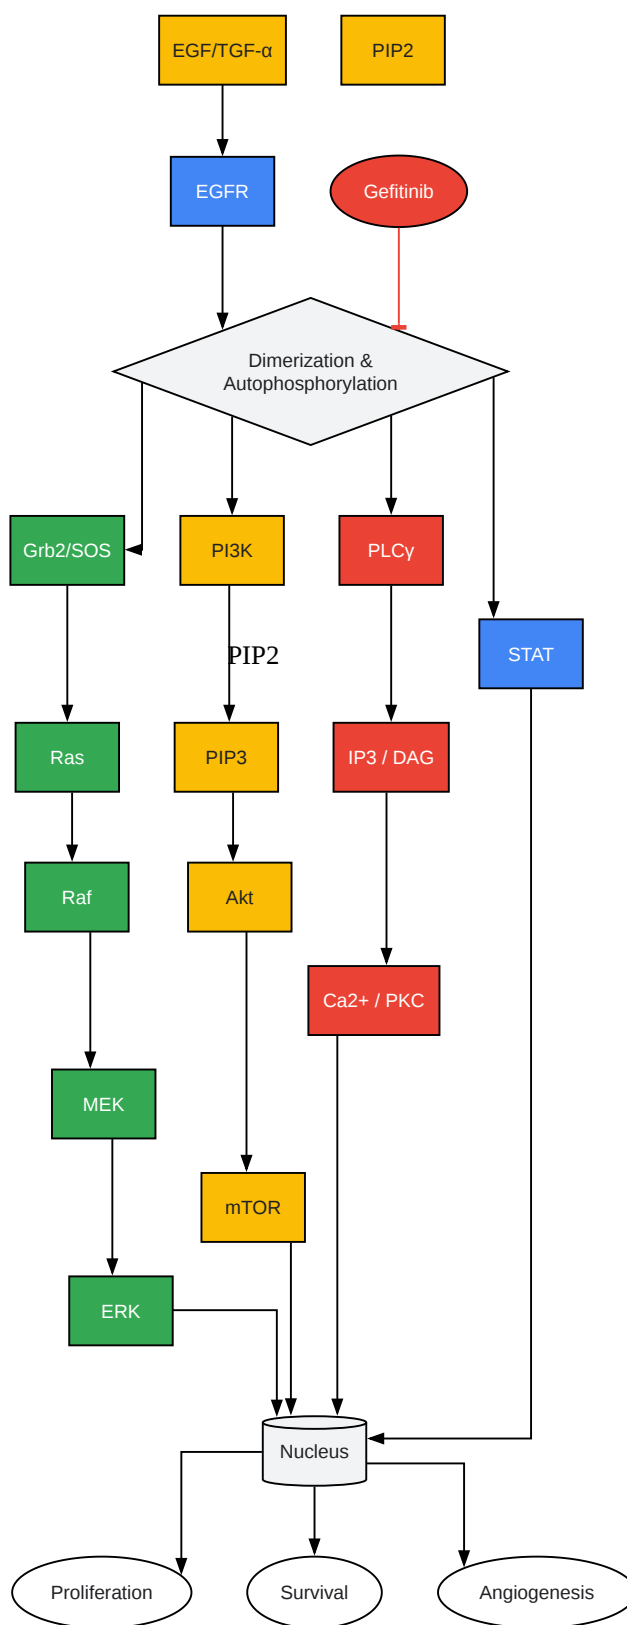 EGF/TGF-α
PIP2
EGFR
Gefitinib
Dimerization &
Autophosphorylation
Grb2/SOS
PI3K
PLCγ
PIP2
STAT
Ras
PIP3
IP3 / DAG
Raf
Akt
Ca2+ / PKC
MEK
mTOR
ERK
Nucleus
Proliferation
Survival
Angiogenesis